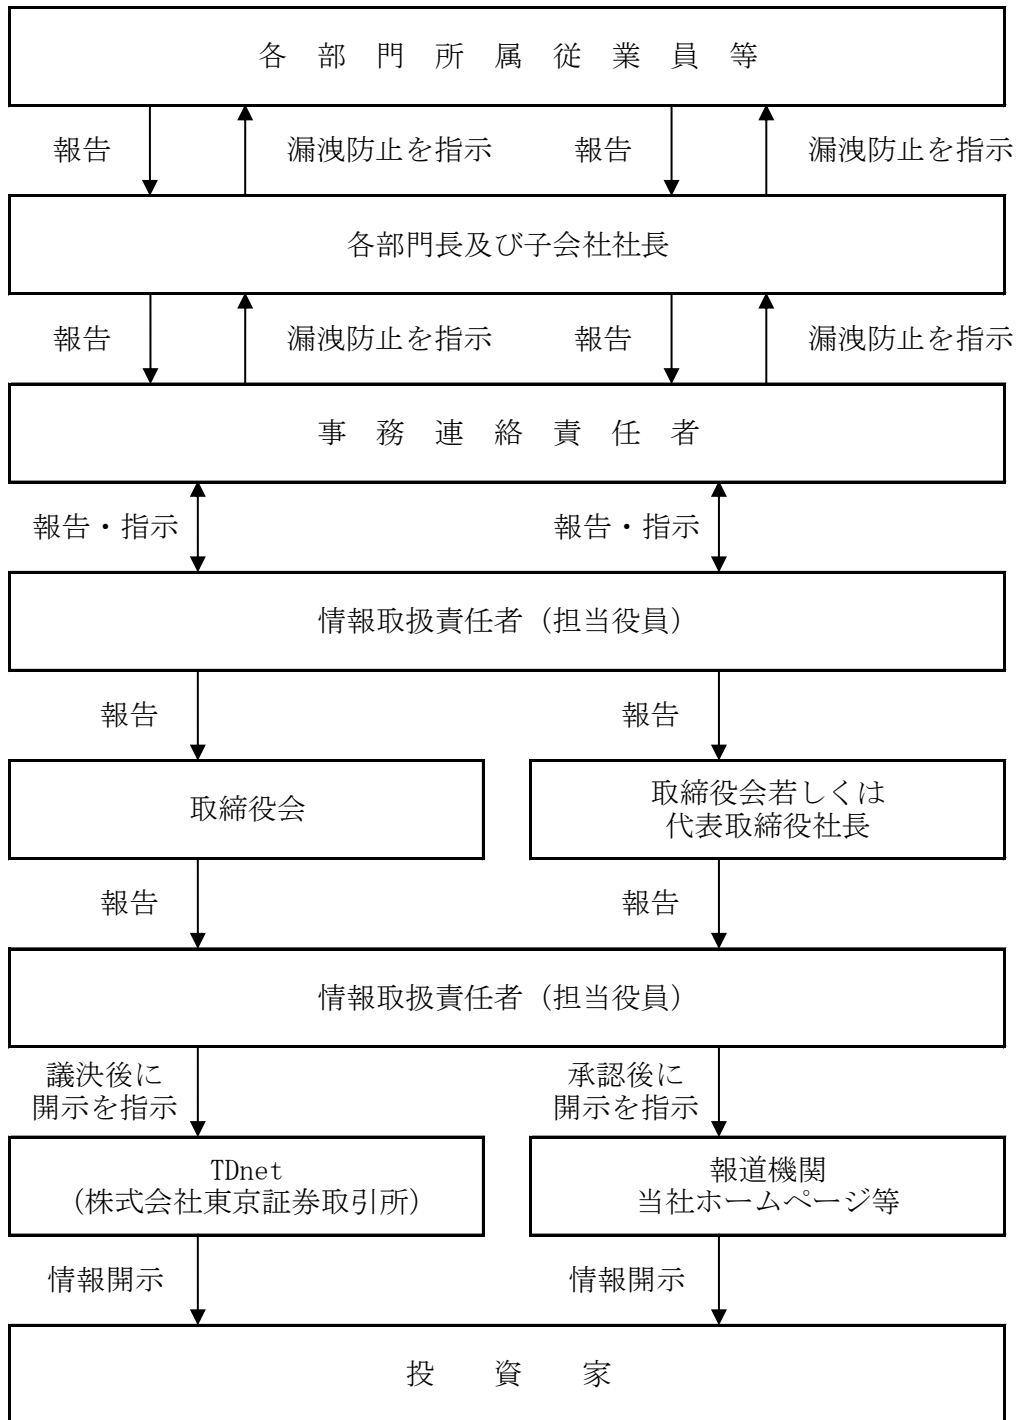 各部門所属従業員等
報告 漏洩防止を指示 報告 漏洩防止を指示
各部門長及び子会社社長
報告 漏洩防止を指示 報告 漏洩防止を指示
事務連絡責任者
報告・指示 報告・指示
情報取扱責任者（担当役員）
報告 報告
取締役会
取締役会若しくは
代表取締役社長
報告 報告
情報取扱責任者（担当役員）
議決後に
開示を指示
承認後に
開示を指示
TDnet
（株式会社東京証券取引所）
報道機関
当社ホームページ等
情報開示 情報開示
投資家